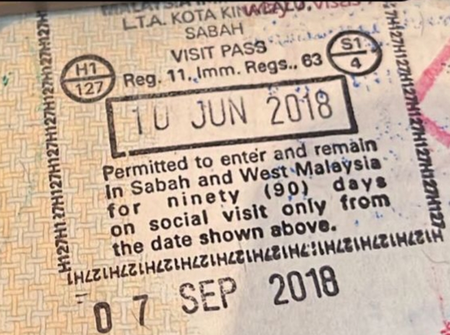 MALAYSIA
L.T.A. KOTA KINABALU,
SABAH
VISIT PASS
Reg. 11, Imm. Regs., 63
H1
127
S1
4
10 JUN 2018
Permitted to enter and remain
in Sabah and West Malaysia
for ninety (90) days
on social visit only from
the date shown above.
H127H127H127H127H127H127H127H127H127H127H127
07 SEP 2018